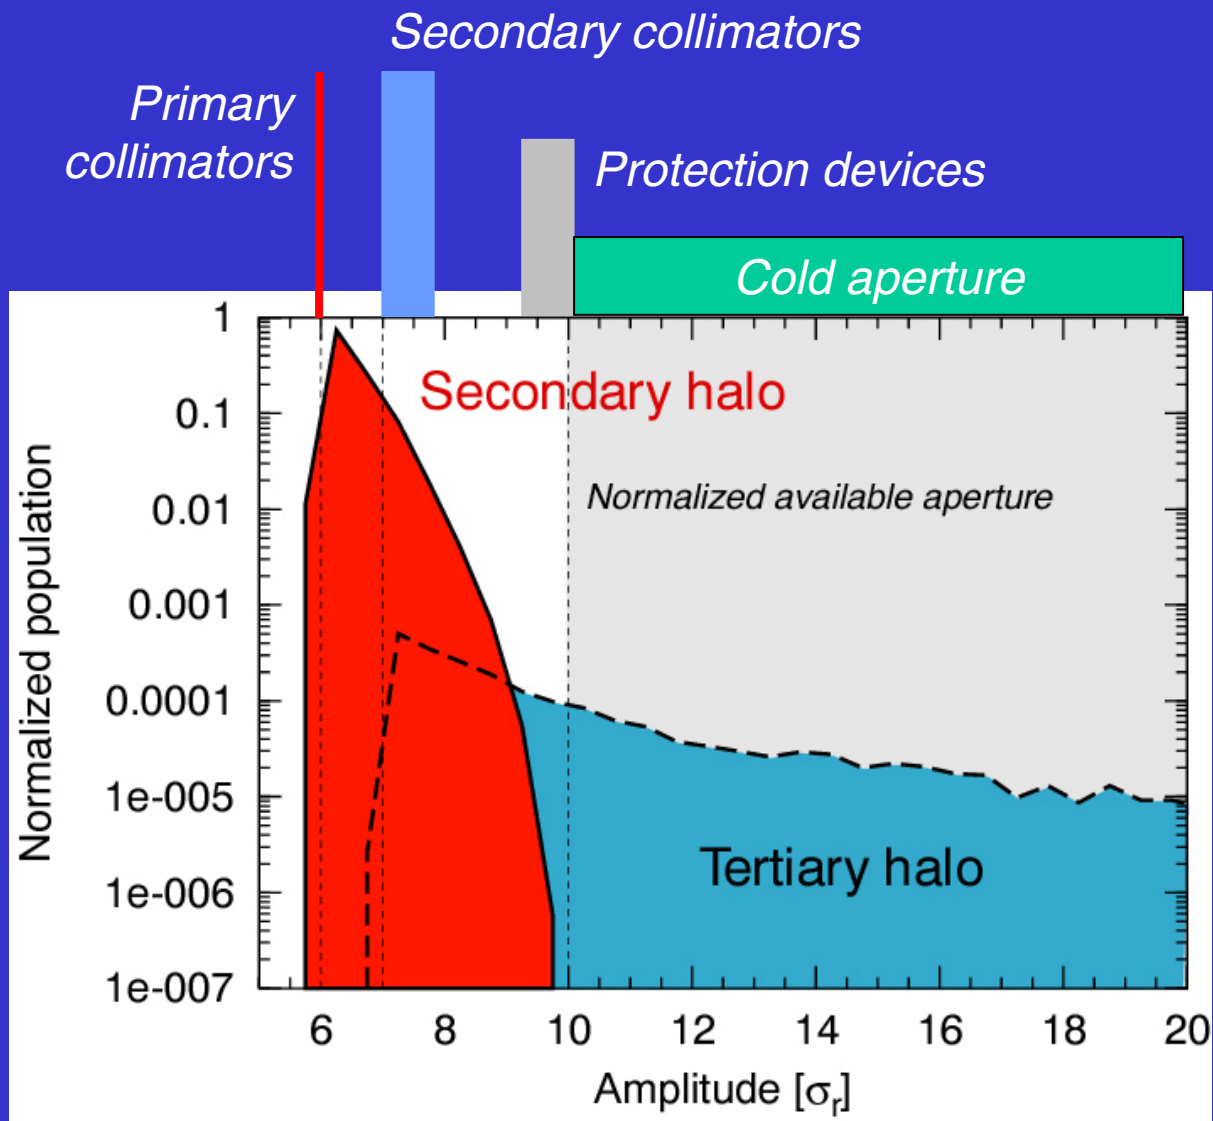 Secondary collimators
Primary
collimators
Protection devices
Cold aperture
1
Secondary halo
0.1
Normalized available aperture
0.01
0.001
0.0001
1e-005
Tertiary halo
1e-006
1e-007
Normalized population
6 8 10 12 14 16 18 20
Amplitude [σr]